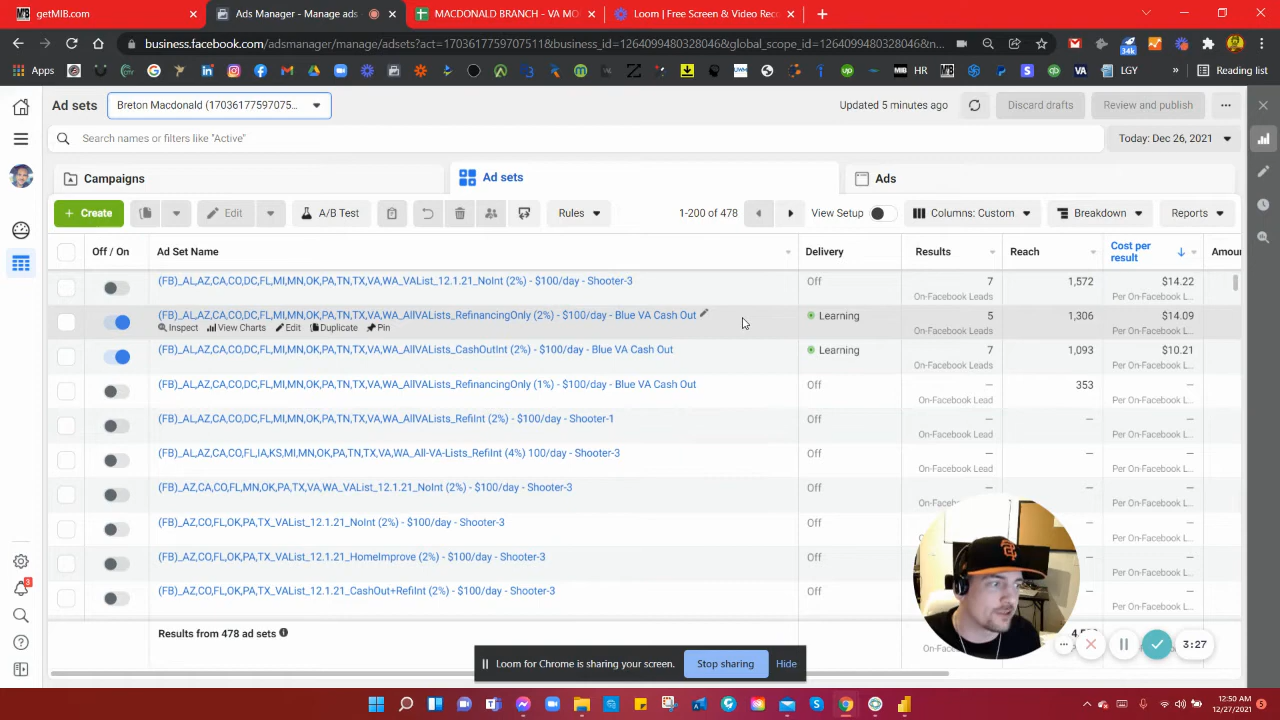 getMIB.com
Ads Manager - Manage ads
MACDONALD BRANCH - VA MO
Loom | Free Screen & Video Rec
business.facebook.com/adsmanager/manage/adsets?act=170361775970751&business_id=1264099480328046&global_scope_id=1264099480328046&n...
34k
Apps
HR
LGY
Reading list
Ad sets
Breton Macdonald (17036177597075...
Updated 5 minutes ago
Discard drafts
Review and publish
Search names or filters like "Active"
Today: Dec 26, 2021
Campaigns
Ad sets
Ads
+ Create
Edit
A/B Test
Rules
1-200 of 478
View Setup
Columns: Custom
Breakdown
Reports
Off / On
Ad Set Name
Delivery
Results
Reach
Cost per result
Amoun
(FB)_AL,AZ,CA,CO,DC,FL,MI,MN,OK,PA,TN,TX,VA,WA_VAList_12.1.21_NoInt (2%) - $100/day - Shooter-3
Off
7
1,572
$14.22
On-Facebook Leads
Per On-Facebook L...
(FB)_AL,AZ,CA,CO,DC,FL,MI,MN,OK,PA,TN,TX,VA,WA_AllVALists_RefinancingOnly (2%) - $100/day - Blue VA Cash Out
Learning
5
1,306
$14.09
Inspect
View Charts
Edit
Duplicate
Pin
On-Facebook Leads
Per On-Facebook L...
(FB)_AL,AZ,CA,CO,DC,FL,MI,MN,OK,PA,TN,TX,VA,WA_AllVALists_CashOutInt (2%) - $100/day - Blue VA Cash Out
Learning
7
1,093
$10.21
On-Facebook Leads
Per On-Facebook L...
(FB)_AL,AZ,CA,CO,DC,FL,MI,MN,OK,PA,TN,TX,VA,WA_AllVALists_RefinancingOnly (1%) - $100/day - Blue VA Cash Out
Off
—
353
—
On-Facebook Lead
Per On-Facebook L...
(FB)_AL,AZ,CA,CO,DC,FL,MI,MN,OK,PA,TN,TX,VA,WA_AllVALists_RefiInt (2%) - $100/day - Shooter-1
Off
—
—
—
On-Facebook Lead
Per On-Facebook L...
(FB)_AL,AZ,CA,CO,FL,IA,KS,MI,MN,OK,PA,TN,TX,VA,WA_All-VA-Lists_RefiInt (4%) 100/day - Shooter-3
Off
—
—
—
On-Facebook Lead
Per On-Facebook L...
(FB)_AZ,CA,CO,FL,MN,OK,PA,TX,VA,WA_VAList_12.1.21_NoInt (2%) - $100/day - Shooter-3
Off
—
—
—
On-Facebook Lead
Per On-Facebook L...
(FB)_AZ,CO,FL,OK,PA,TX_VAList_12.1.21_NoInt (2%) - $100/day - Shooter-3
Off
—
Per On-Facebook L...
(FB)_AZ,CO,FL,OK,PA,TX_VAList_12.1.21_HomeImprove (2%) - $100/day - Shooter-3
Off
—
Per On-Facebook L...
(FB)_AZ,CO,FL,OK,PA,TX_VAList_12.1.21_CashOut+RefiInt (2%) - $100/day - Shooter-3
Off
—
Per On-Facebook L...
Results from 478 ad sets
3
Loom for Chrome is sharing your screen.
Stop sharing
Hide
3:27
12:50 AM
12/27/2021